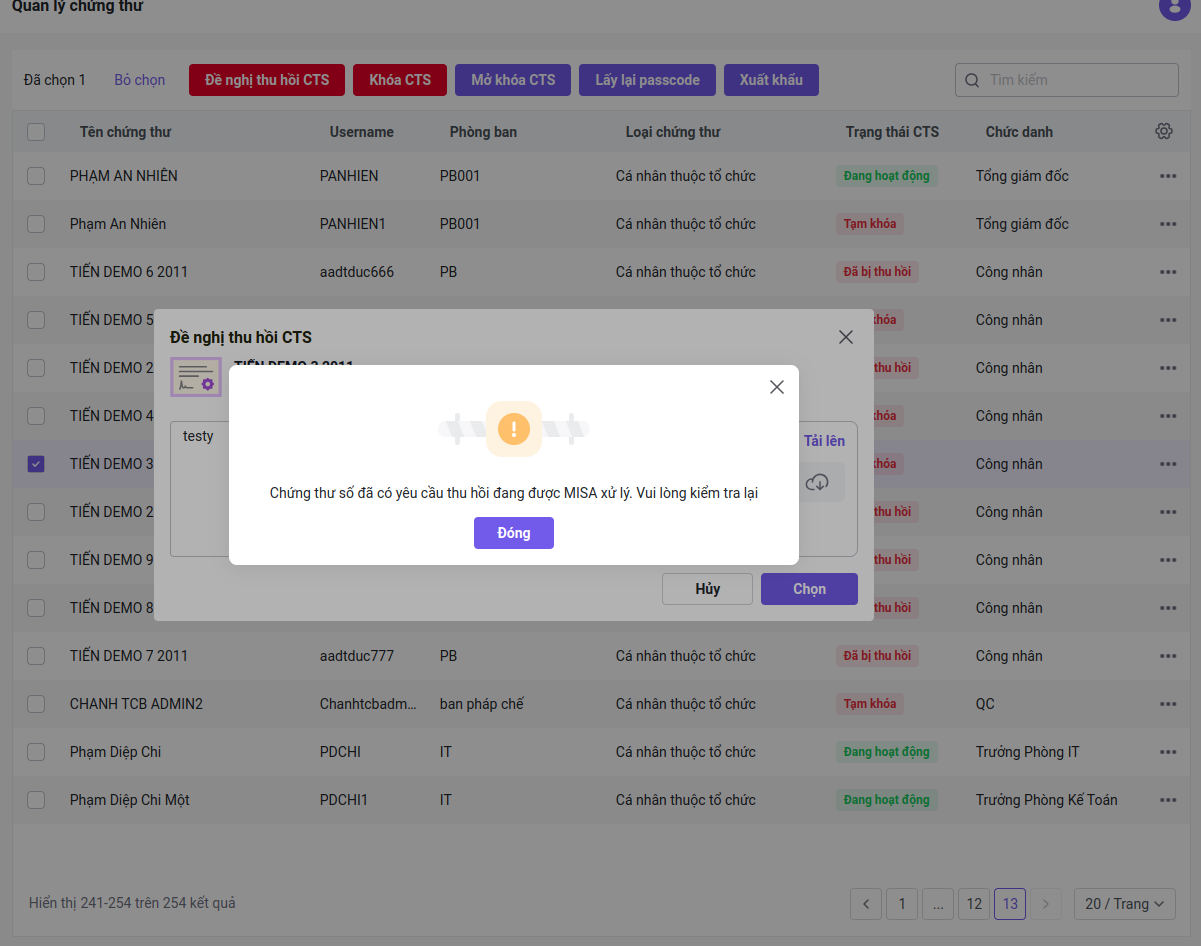 Quản lý chứng thư
Đã chọn 1 Bỏ chọn Đề nghị thu hồi CTS Khóa CTS Mở khóa CTS Lấy lại passcode Xuất khẩu Tìm kiếm
Tên chứng thư Username Phòng ban Loại chứng thư Trạng thái CTS Chức danh
PHẠM AN NHIÊN PANHIEN PB001 Cá nhân thuộc tổ chức Đang hoạt động Tổng giám đốc
Phạm An Nhiên PANHIEN1 PB001 Cá nhân thuộc tổ chức Tạm khóa Tổng giám đốc
TIẾN DEMO 6 2011 aadtduc666 PB Cá nhân thuộc tổ chức Đã bị thu hồi Công nhân
TIẾN DEMO 5 khóa Công nhân
TIẾN DEMO 2 thu hồi Công nhân
TIẾN DEMO 4 khóa Công nhân
TIẾN DEMO 3 khóa Công nhân
TIẾN DEMO 2 thu hồi Công nhân
TIẾN DEMO 9 thu hồi Công nhân
TIẾN DEMO 8 thu hồi Công nhân
Đề nghị thu hồi CTS
TIẾN DEMO 3 2011
testy
Tải lên
Chứng thư số đã có yêu cầu thu hồi đang được MISA xử lý. Vui lòng kiểm tra lại
Đóng
Hủy Chọn
TIẾN DEMO 7 2011 aadtduc777 PB Cá nhân thuộc tổ chức Đã bị thu hồi Công nhân
CHANH TCB ADMIN2 Chanhtcbadm... ban pháp chế Cá nhân thuộc tổ chức Tạm khóa QC
Phạm Diệp Chi PDCHI IT Cá nhân thuộc tổ chức Đang hoạt động Trưởng Phòng IT
Phạm Diệp Chi Một PDCHI1 IT Cá nhân thuộc tổ chức Đang hoạt động Trưởng Phòng Kế Toán
Hiển thị 241-254 trên 254 kết quả 1 ... 12 13 20 / Trang